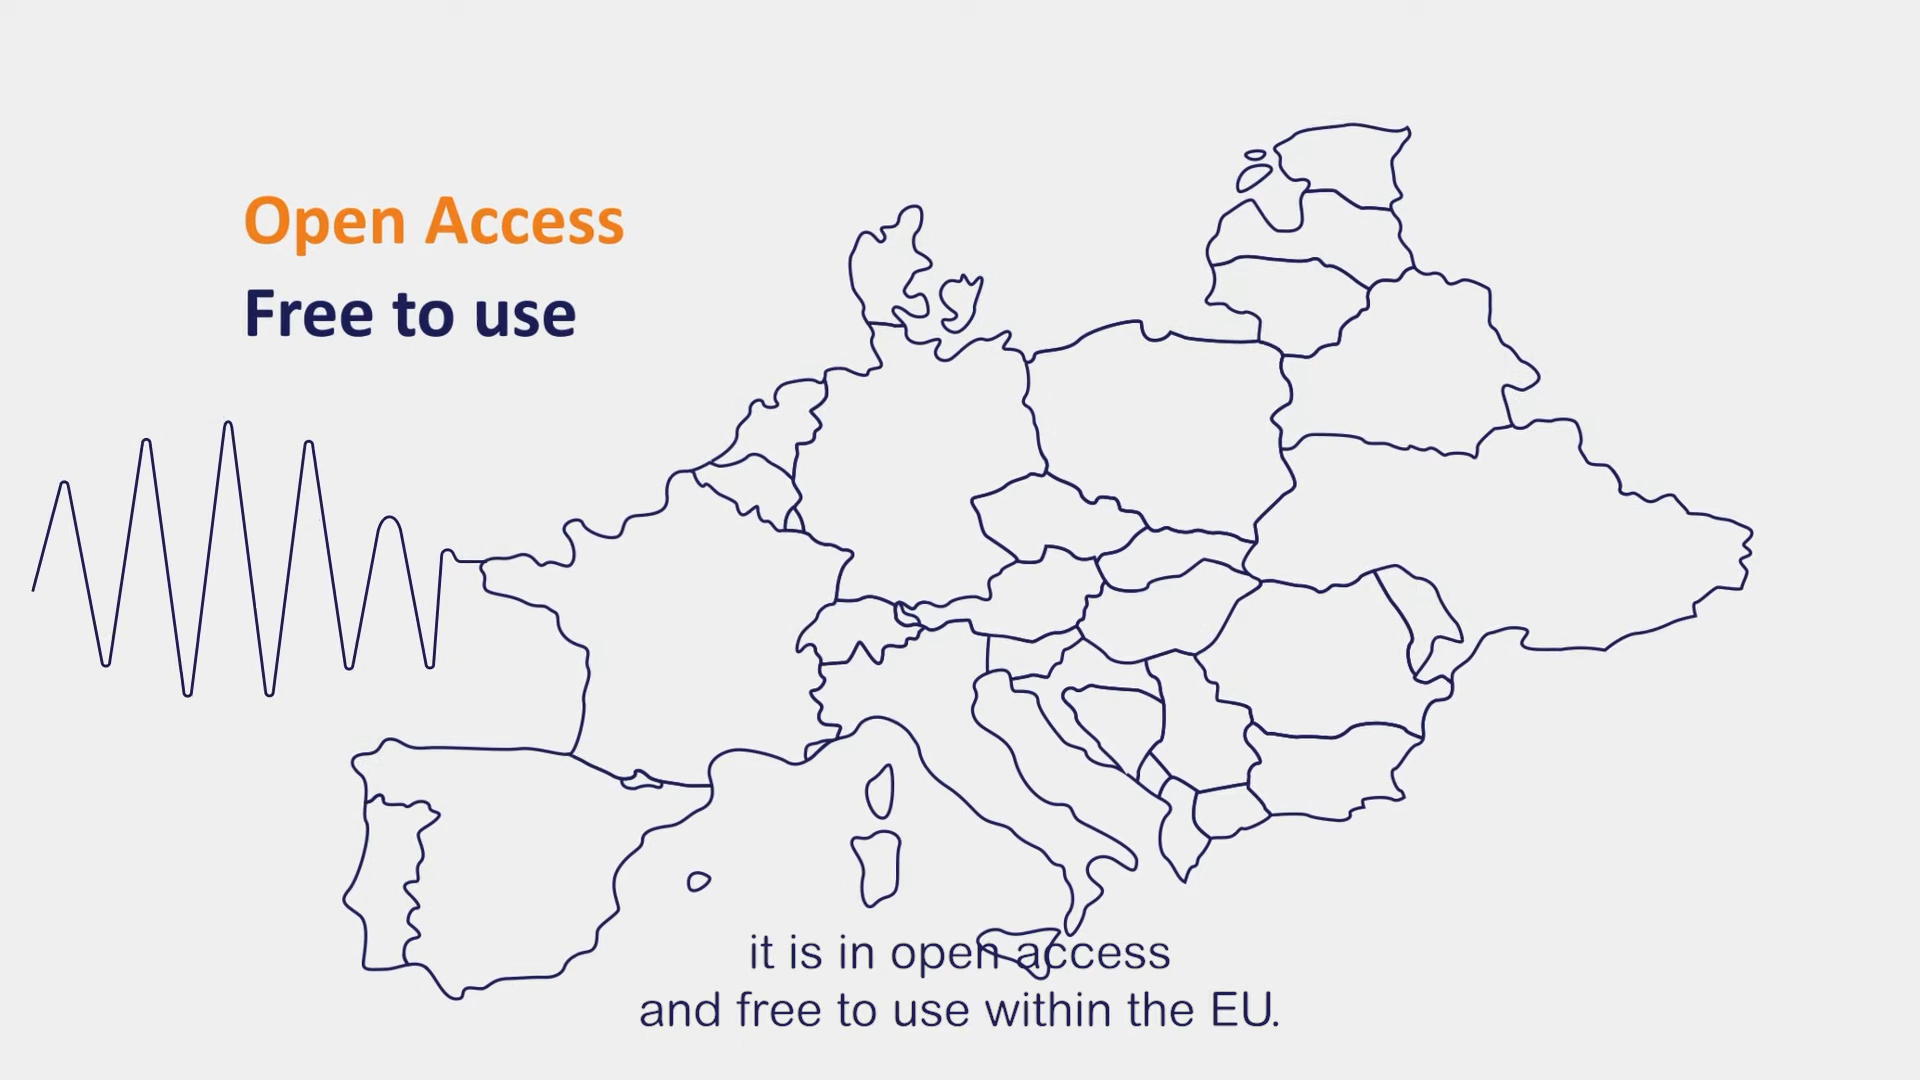 Open Access
Free to use
it is in open access
and free to use within the EU.